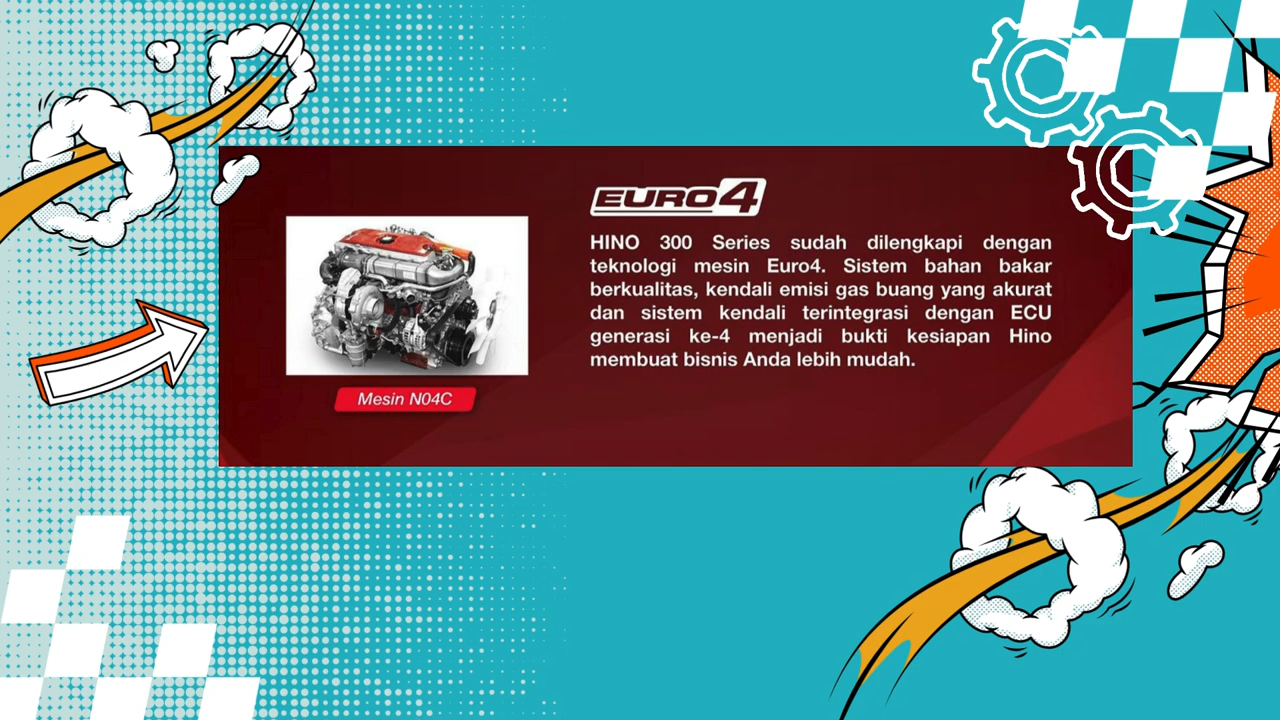 EURO4
HINO 300 Series sudah dilengkapi dengan
teknologi mesin Euro4. Sistem bahan bakar
berkualitas, kendali emisi gas buang yang akurat
dan sistem kendali terintegrasi dengan ECU
generasi ke-4 menjadi bukti kesiapan Hino
membuat bisnis Anda lebih mudah.
Mesin N04C